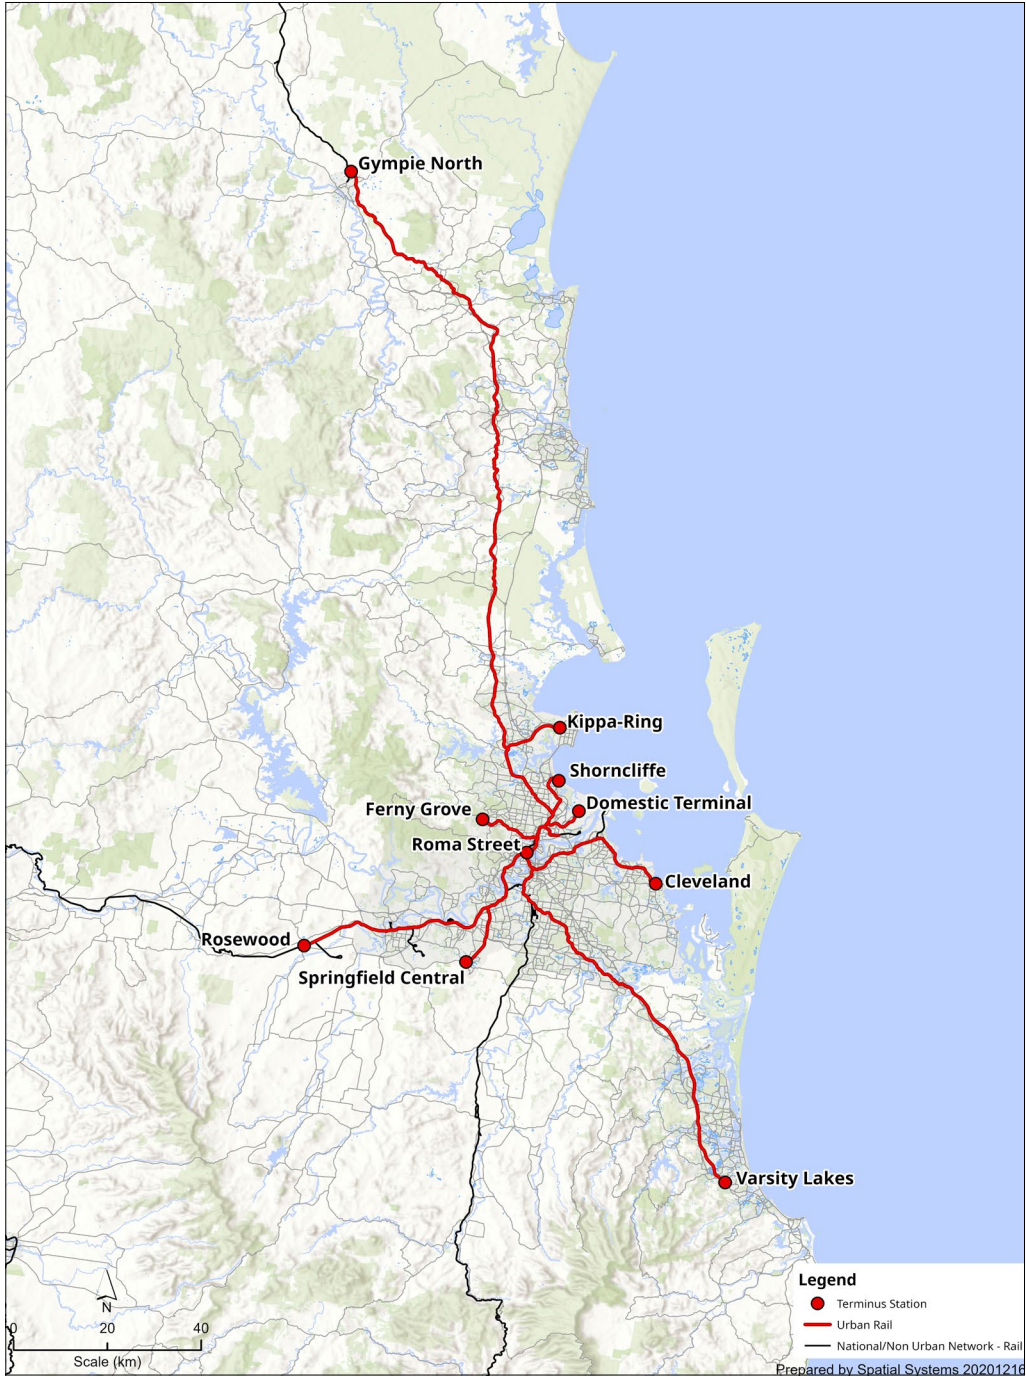 Gympie North
Kippa-Ring
Shorncliffe
Domestic Terminal
Ferny Grove
Roma Street
Cleveland
Rosewood
Springfield Central
Varsity Lakes
Legend
Terminus Station
Urban Rail
National/Non Urban Network - Rail
N
0 20 40
Scale (km)
Prepared by Spatial Systems 20201216